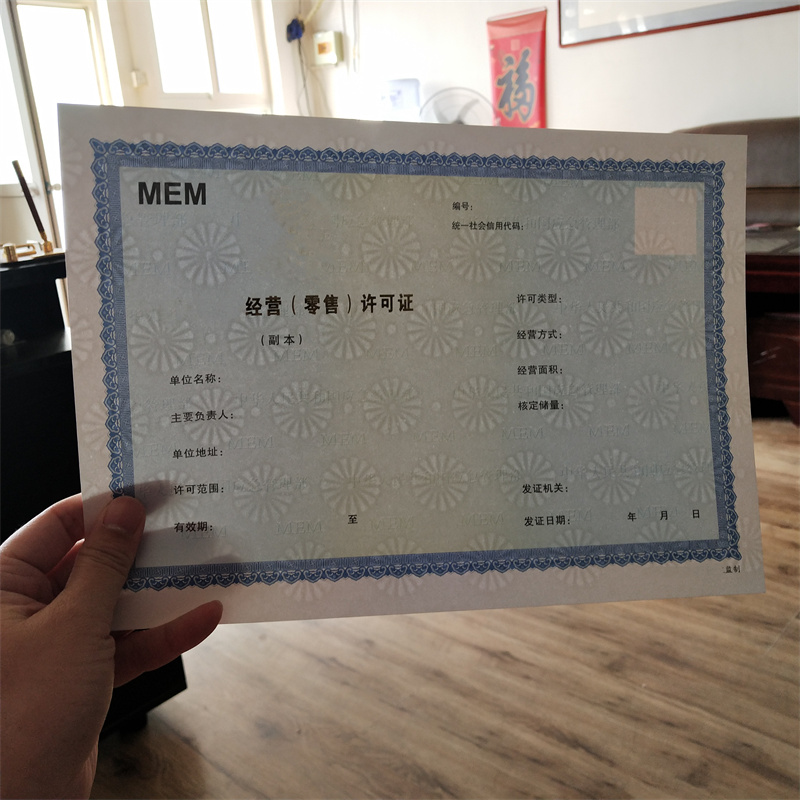 福
MEM
编号：
统一社会信用代码：
经营（零售）许可证
（副本）
单位名称：
主要负责人：
单位地址：
许可范围：
有效期： 至
许可类型：
经营方式：
经营面积：
核定储量：
发证机关：
发证日期： 年 月 日
监制